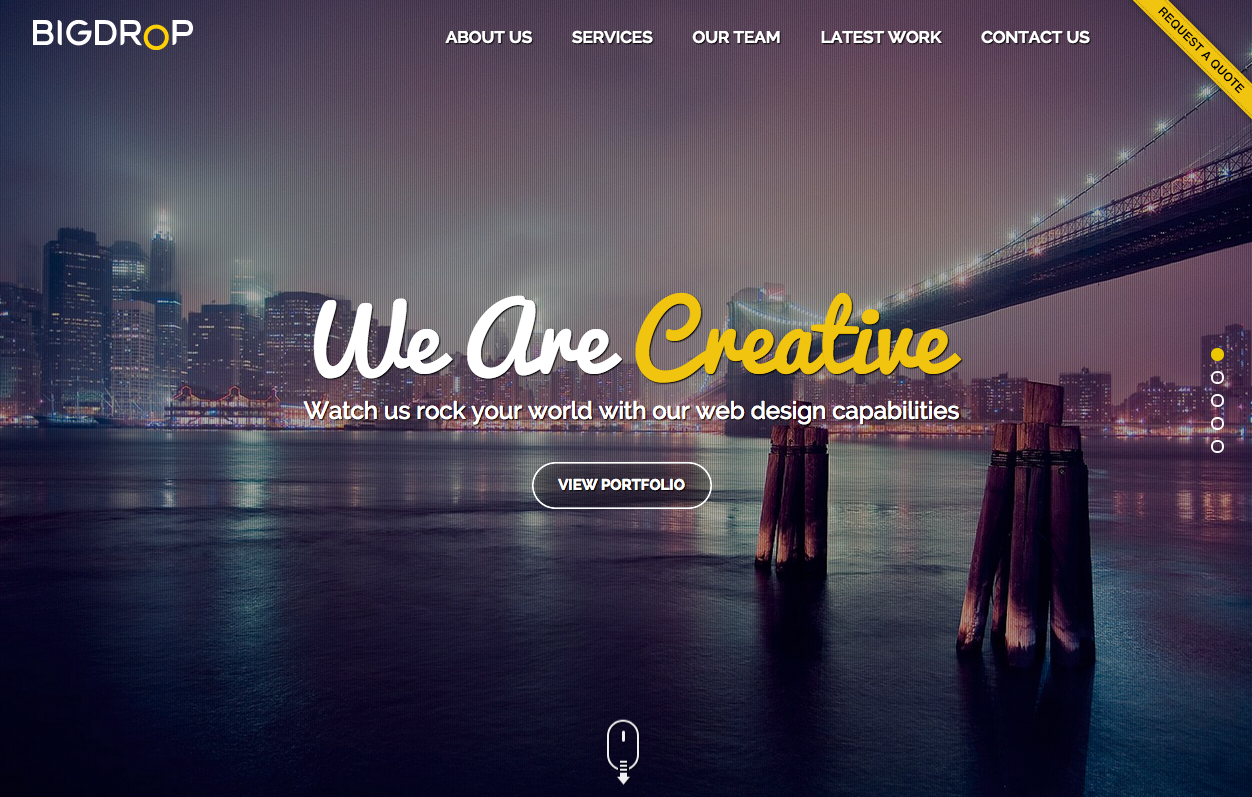 BIGDROP
ABOUT US
SERVICES
OUR TEAM
LATEST WORK
CONTACT US
REQUEST A QUOTE
We Are Creative
Watch us rock your world with our web design capabilities
VIEW PORTFOLIO